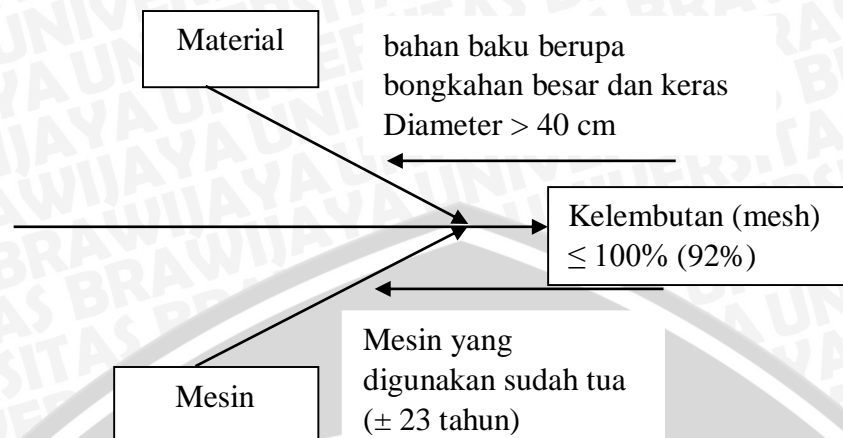 Material
bahan baku berupa
bongkahan besar dan keras
Diameter > 40 cm
Kelembutan (mesh)
≤ 100% (92%)
Mesin yang
digunakan sudah tua
(± 23 tahun)
Mesin